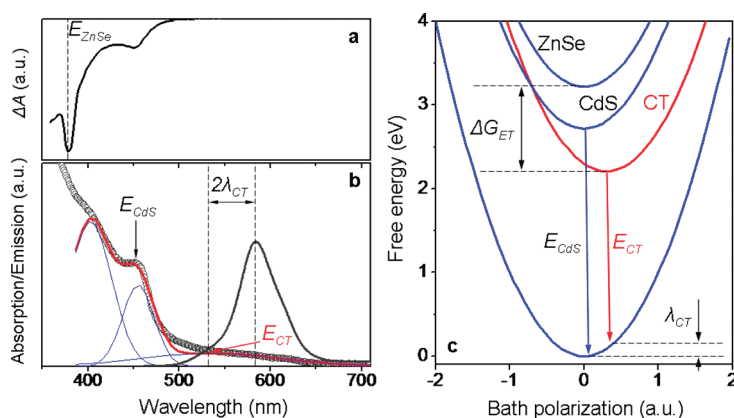 E_ZnSe
a
ΔA (a.u.)
b
2λ_CT
E_CdS
E_CT
Absorption/Emission (a.u.)
400 500 600 700
Wavelength (nm)
4
3
2
1
0
Free energy (eV)
ZnSe
CdS
CT
ΔG_ET
E_CdS
E_CT
λ_CT
c
-2 -1 0 1 2
Bath polarization (a.u.)